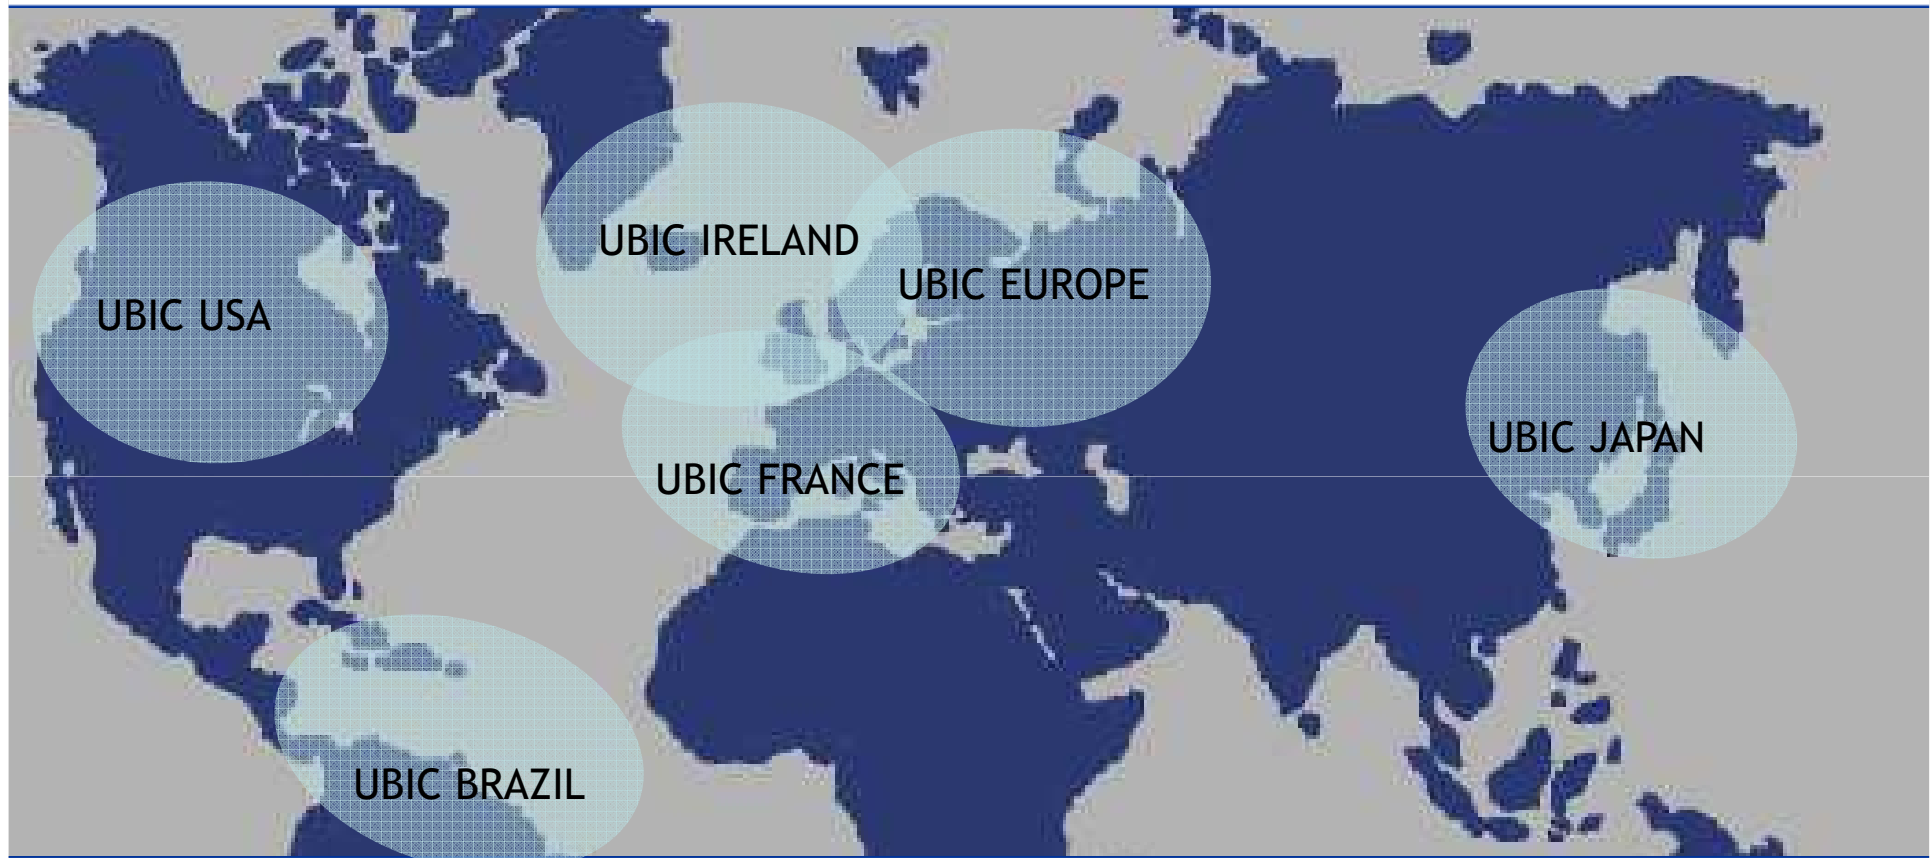 UBIC IRELAND
UBIC EUROPE
UBIC USA
UBIC JAPAN
UBIC FRANCE
UBIC BRAZIL